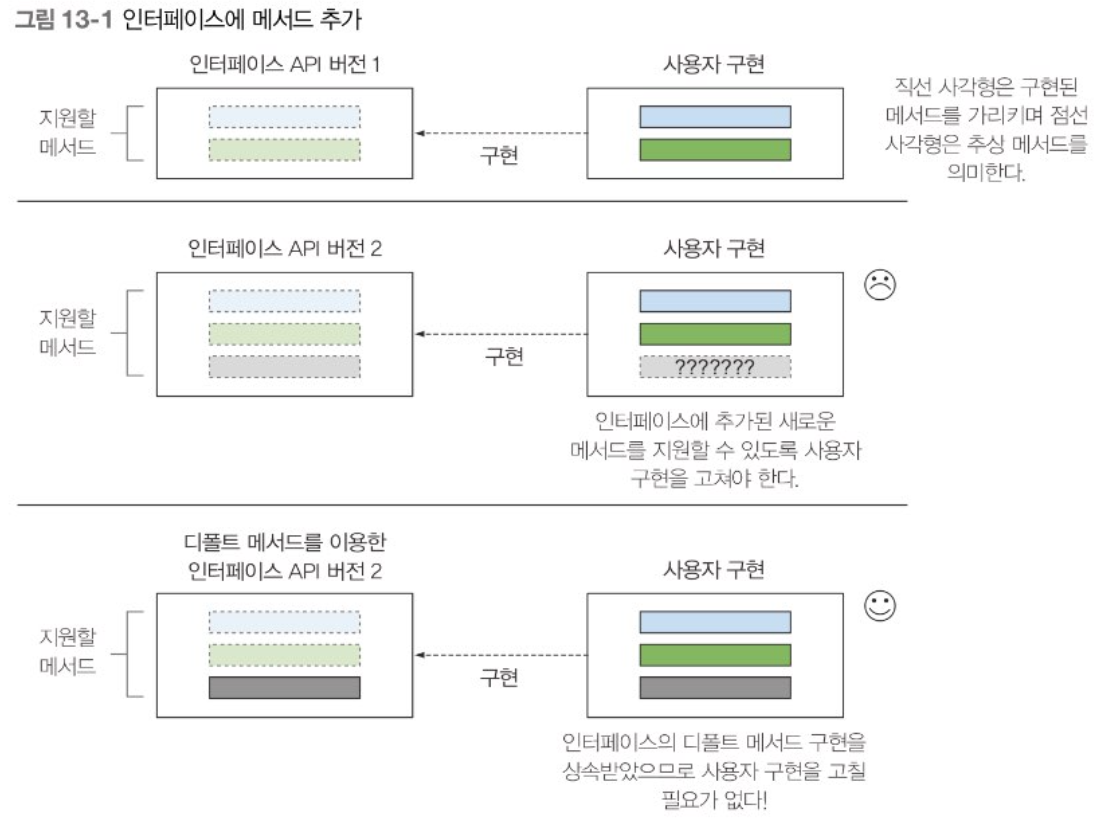 그림 13-1 인터페이스에 메서드 추가
인터페이스 API 버전 1
사용자 구현
지원할
메서드
구현
직선 사각형은 구현된
메서드를 가리키며 점선
사각형은 추상 메서드를
의미한다.
인터페이스 API 버전 2
사용자 구현
지원할
메서드
구현
???????
인터페이스에 추가된 새로운
메서드를 지원할 수 있도록 사용자
구현을 고쳐야 한다.
디폴트 메서드를 이용한
인터페이스 API 버전 2
사용자 구현
지원할
메서드
구현
인터페이스의 디폴트 메서드 구현을
상속받았으므로 사용자 구현을 고칠
필요가 없다!